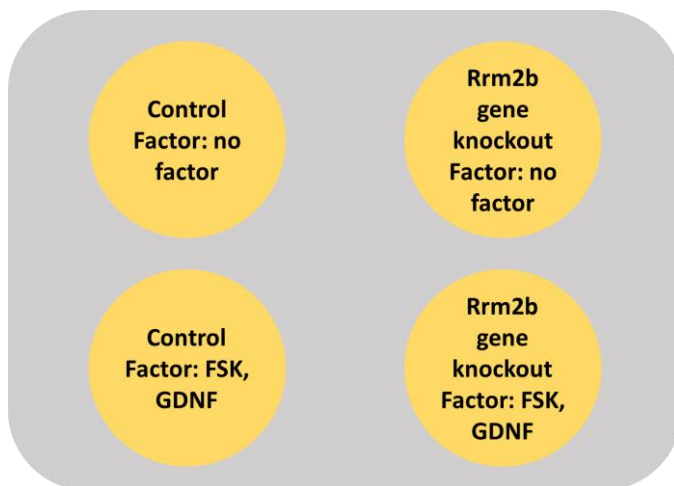 Control
Factor: no
factor
Rrm2b
gene
knockout
Factor: no
factor
Control
Factor: FSK,
GDNF
Rrm2b
gene
knockout
Factor: FSK,
GDNF